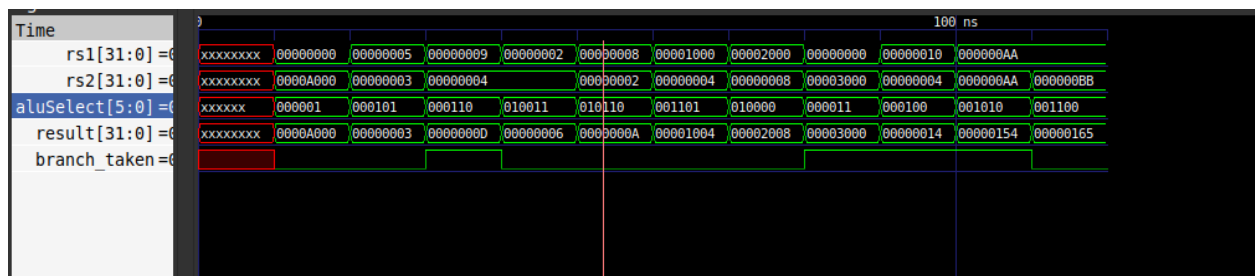 Time 0 100 ns
rs1[31:0] =0 xxxxxxxx 00000000 00000005 00000009 00000002 00000008 00001000 00002000 00000000 00000010 000000AA
rs2[31:0] =0 xxxxxxxx 0000A000 00000003 00000004 00000002 00000004 00000008 00003000 00000004 000000AA 000000BB
aluSelect[5:0] =0 xxxxxx 000001 000101 000110 010011 010110 001101 010000 000011 000100 001010 001100
result[31:0] =0 xxxxxxxx 0000A000 00000003 0000000D 00000006 0000000A 00001004 00002008 00003000 00000014 00000154 00000165
branch_taken =0